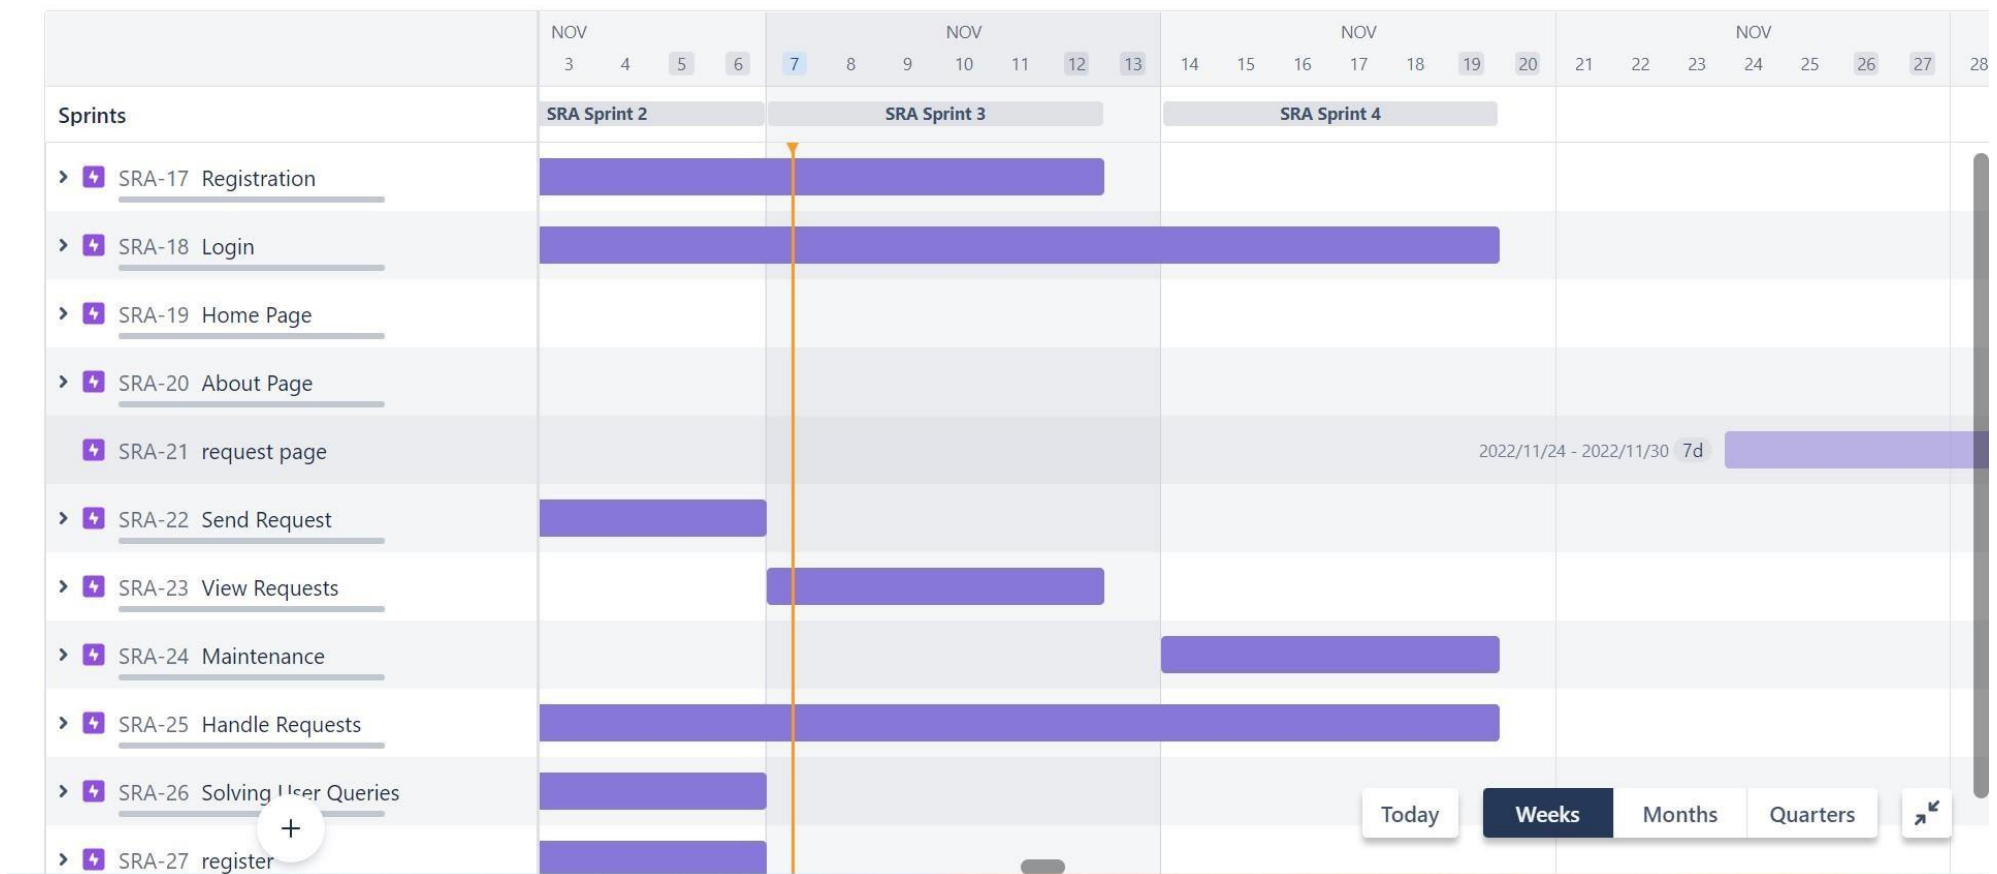 NOV NOV NOV NOV
3 4 5 6 7 8 9 10 11 12 13 14 15 16 17 18 19 20 21 22 23 24 25 26 27 28
Sprints SRA Sprint 2 SRA Sprint 3 SRA Sprint 4
SRA-17 Registration
SRA-18 Login
SRA-19 Home Page
SRA-20 About Page
SRA-21 request page 2022/11/24 - 2022/11/30 7d
SRA-22 Send Request
SRA-23 View Requests
SRA-24 Maintenance
SRA-25 Handle Requests
SRA-26 Solving User Queries
+ Today Weeks Months Quarters
SRA-27 register